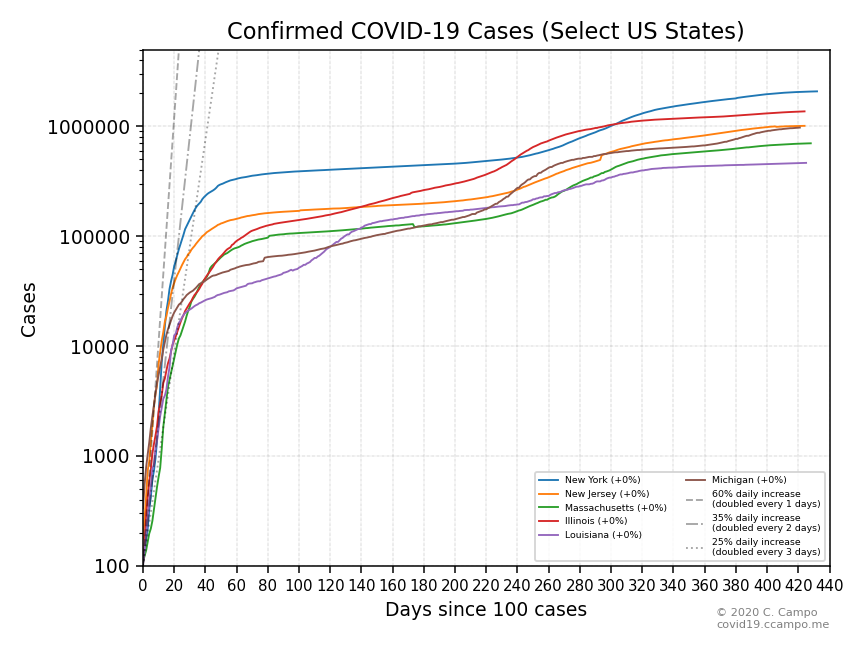 Confirmed COVID-19 Cases (Select US States)
1000000
100000
10000
1000
100
Cases
0 20 40 60 80 100 120 140 160 180 200 220 240 260 280 300 320 340 360 380 400 420 440
Days since 100 cases
New York (+0%)
New Jersey (+0%)
Massachusetts (+0%)
Illinois (+0%)
Louisiana (+0%)
Michigan (+0%)
60% daily increase
(doubled every 1 days)
35% daily increase
(doubled every 2 days)
25% daily increase
(doubled every 3 days)
© 2020 C. Campo
covid19.ccampo.me